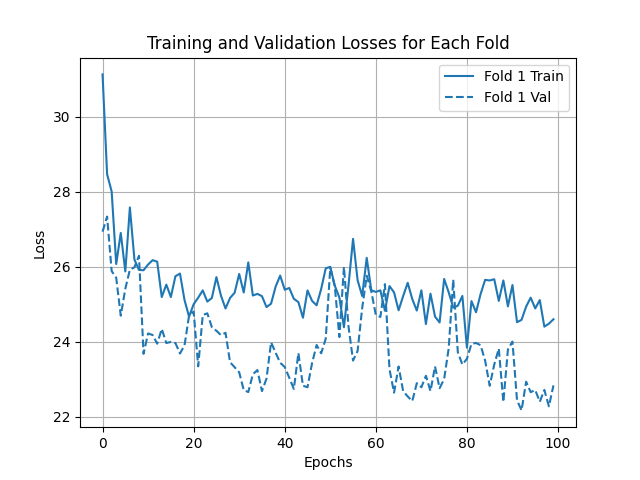 Training and Validation Losses for Each Fold
Fold 1 Train
Fold 1 Val
Loss
30
28
26
24
22
0 20 40 60 80 100
Epochs